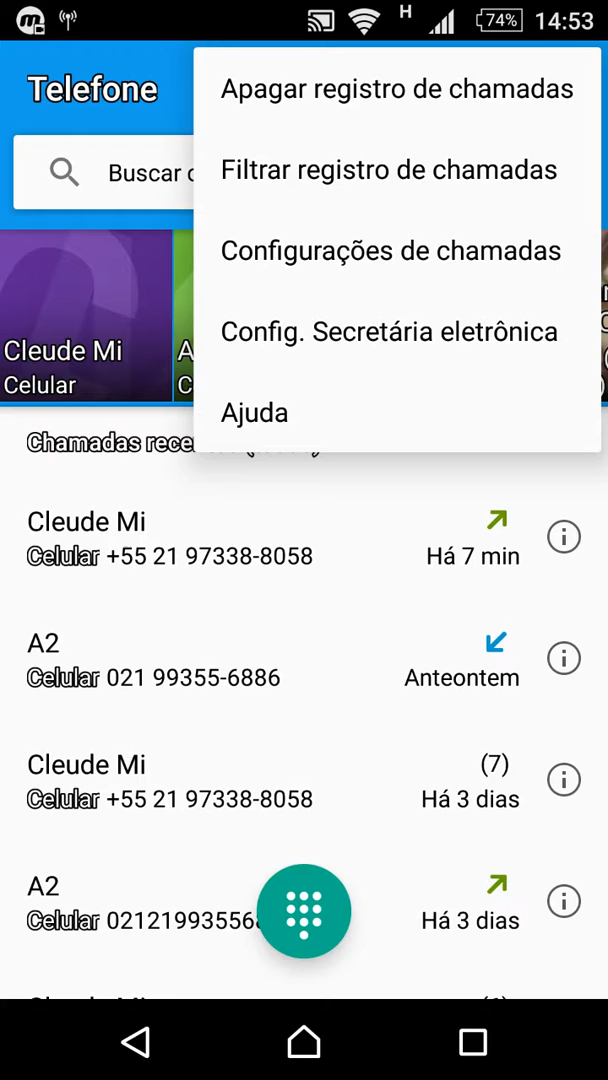 H 74% 14:53
Telefone
Buscar
Apagar registro de chamadas
Filtrar registro de chamadas
Configurações de chamadas
Config. Secretária eletrônica
Ajuda
Cleude Mi
Celular
A
C
Chamadas
Cleude Mi
Celular +55 21 97338-8058
Há 7 min
A2
Celular 021 99355-6886
Anteontem
Cleude Mi
(7)
Celular +55 21 97338-8058
Há 3 dias
A2
Celular 02121993556
Há 3 dias